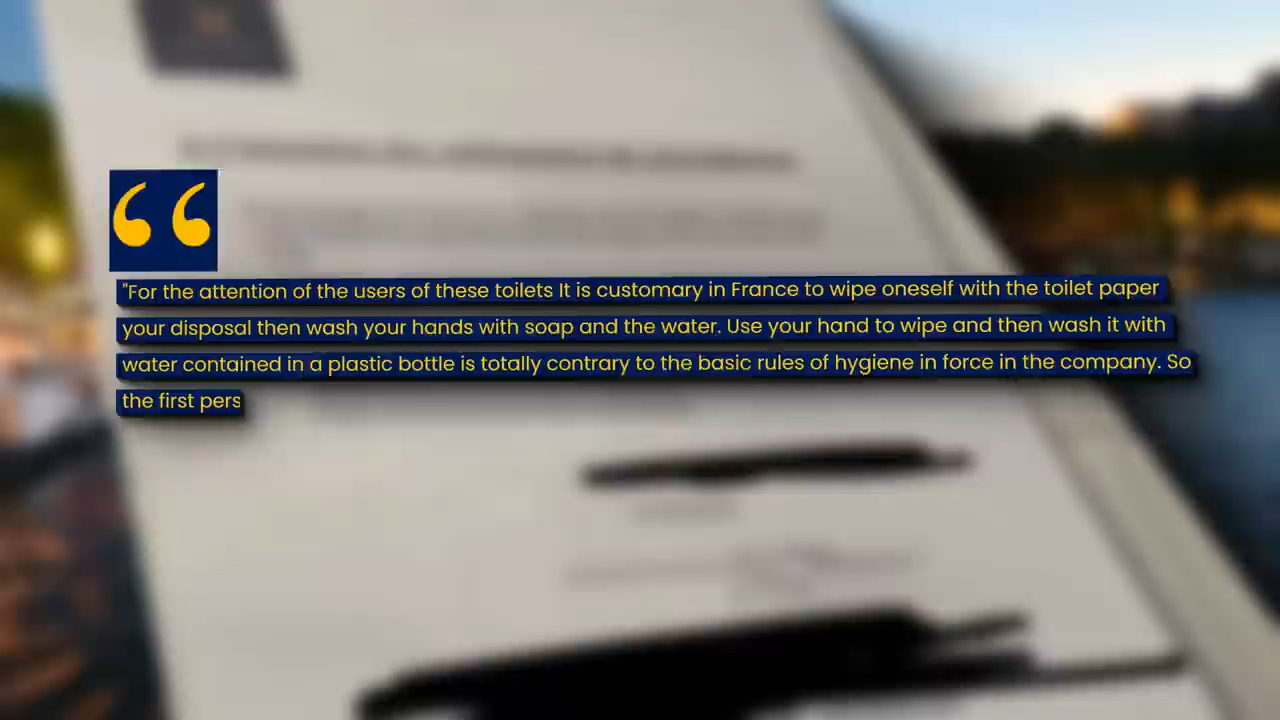 "For the attention of the users of these toilets It is customary in France to wipe oneself with the toilet paper
your disposal then wash your hands with soap and the water. Use your hand to wipe and then wash it with
water contained in a plastic bottle is totally contrary to the basic rules of hygiene in force in the company. So
the first pers